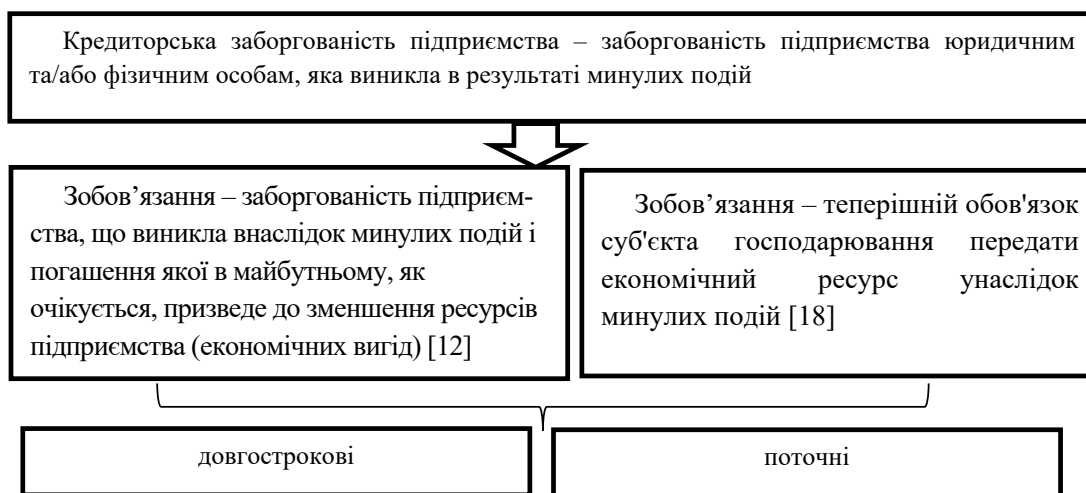 Кредиторська заборгованість підприємства – заборгованість підприємства юридичним
та/або фізичним особам, яка виникла в результаті минулих подій
Зобов’язання – заборгованість підприєм-
ства, що виникла внаслідок минулих подій і
погашення якої в майбутньому, як
очікується, призведе до зменшення ресурсів
підприємства (економічних вигід) [12]
Зобов’язання – теперішній обов'язок
суб'єкта господарювання передати
економічний ресурс унаслідок
минулих подій [18]
довгострокові
поточні